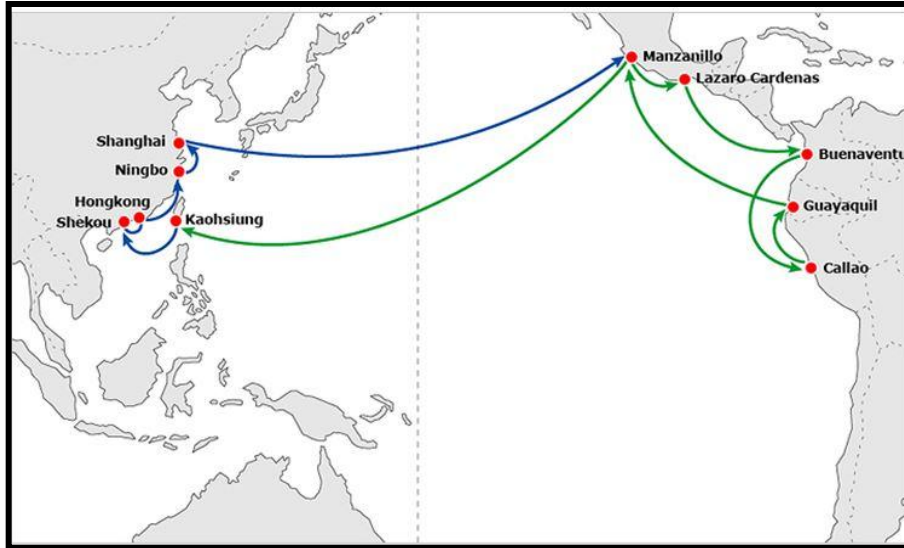 Manzanillo
Lazaro Cardenas
Shanghai
Buenaventu
Ningbo
Hongkong
Guayaquil
Shekou
Kaohsiung
Callao